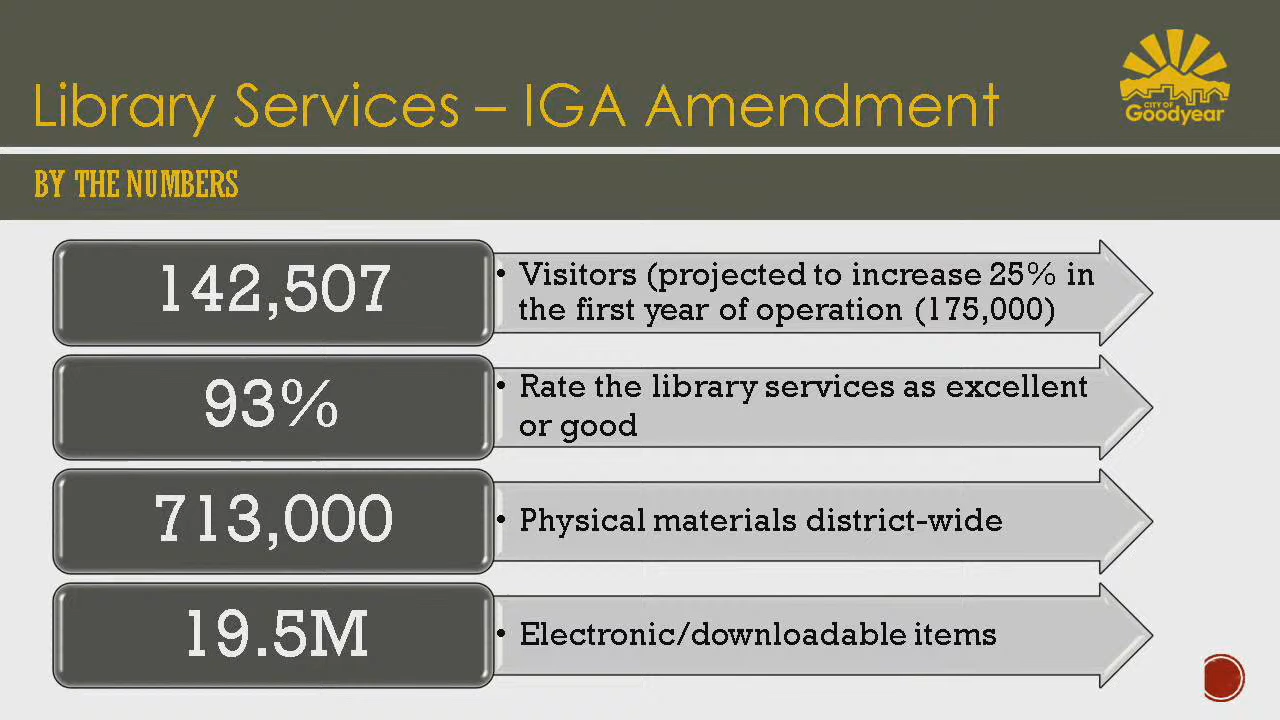 Library Services – IGA Amendment
CITY OF
Goodyear
BY THE NUMBERS
142,507
• Visitors (projected to increase 25% in
the first year of operation (175,000)
93%
• Rate the library services as excellent
or good
713,000
• Physical materials district-wide
19.5M
• Electronic/downloadable items